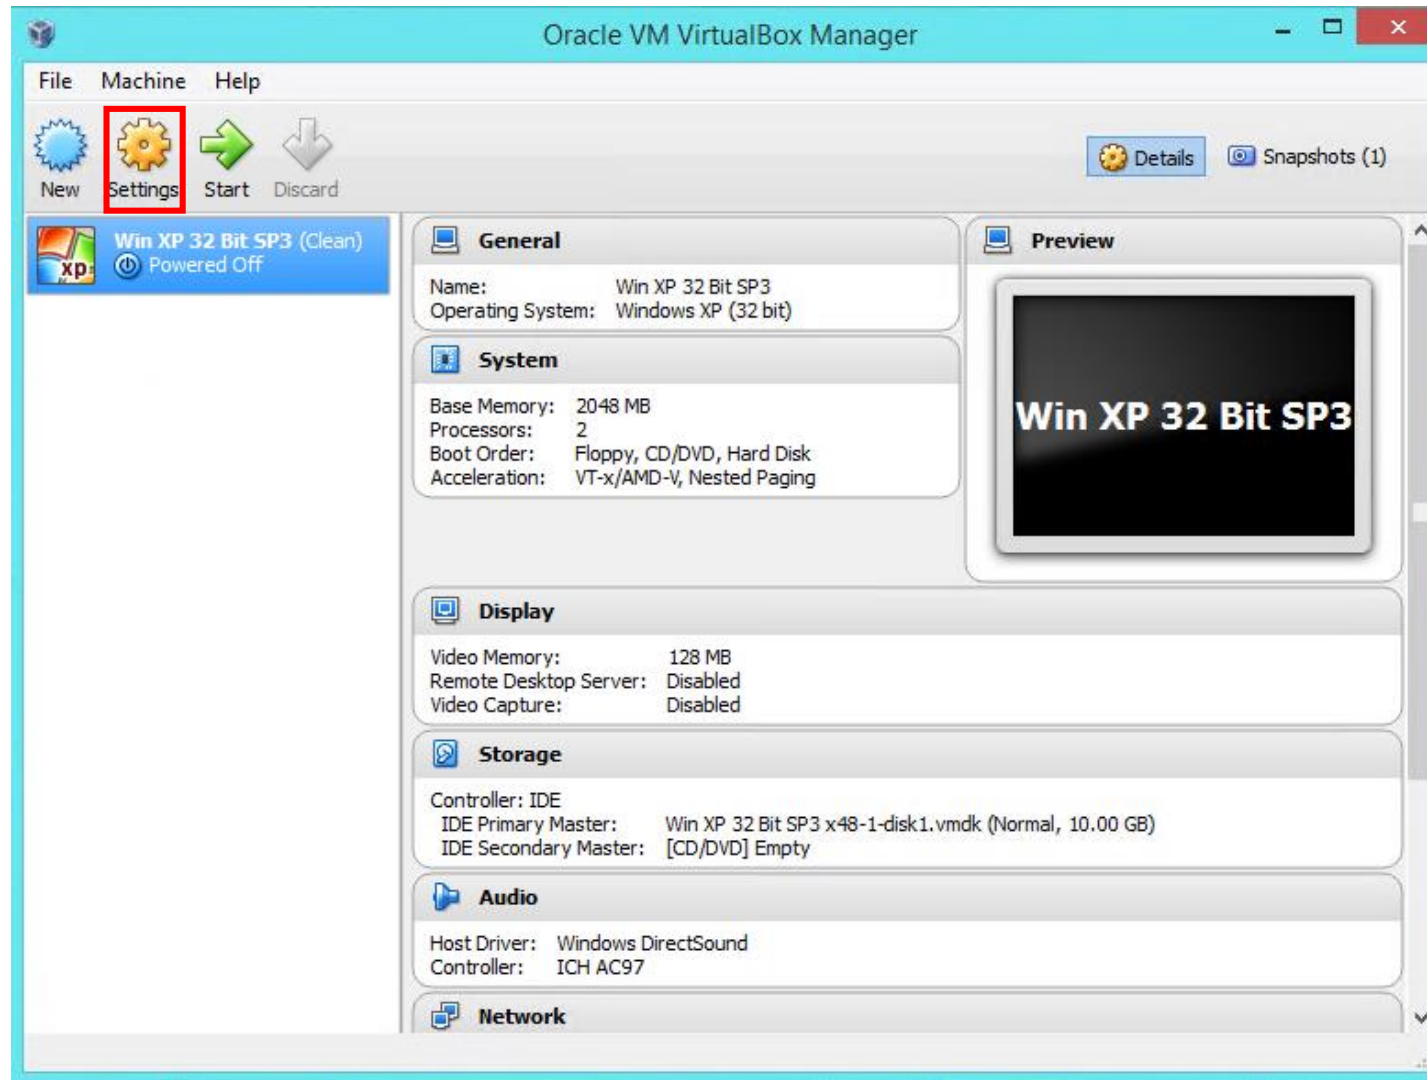 Oracle VM VirtualBox Manager
File Machine Help
New Settings Start Discard
Details Snapshots (1)
xp
Win XP 32 Bit SP3 (Clean)
Powered Off
General
Name: Win XP 32 Bit SP3
Operating System: Windows XP (32 bit)
System
Base Memory: 2048 MB
Processors: 2
Boot Order: Floppy, CD/DVD, Hard Disk
Acceleration: VT-x/AMD-V, Nested Paging
Preview
Win XP 32 Bit SP3
Display
Video Memory: 128 MB
Remote Desktop Server: Disabled
Video Capture: Disabled
Storage
Controller: IDE
IDE Primary Master: Win XP 32 Bit SP3 x48-1-disk1.vmdk (Normal, 10.00 GB)
IDE Secondary Master: [CD/DVD] Empty
Audio
Host Driver: Windows DirectSound
Controller: ICH AC97
Network